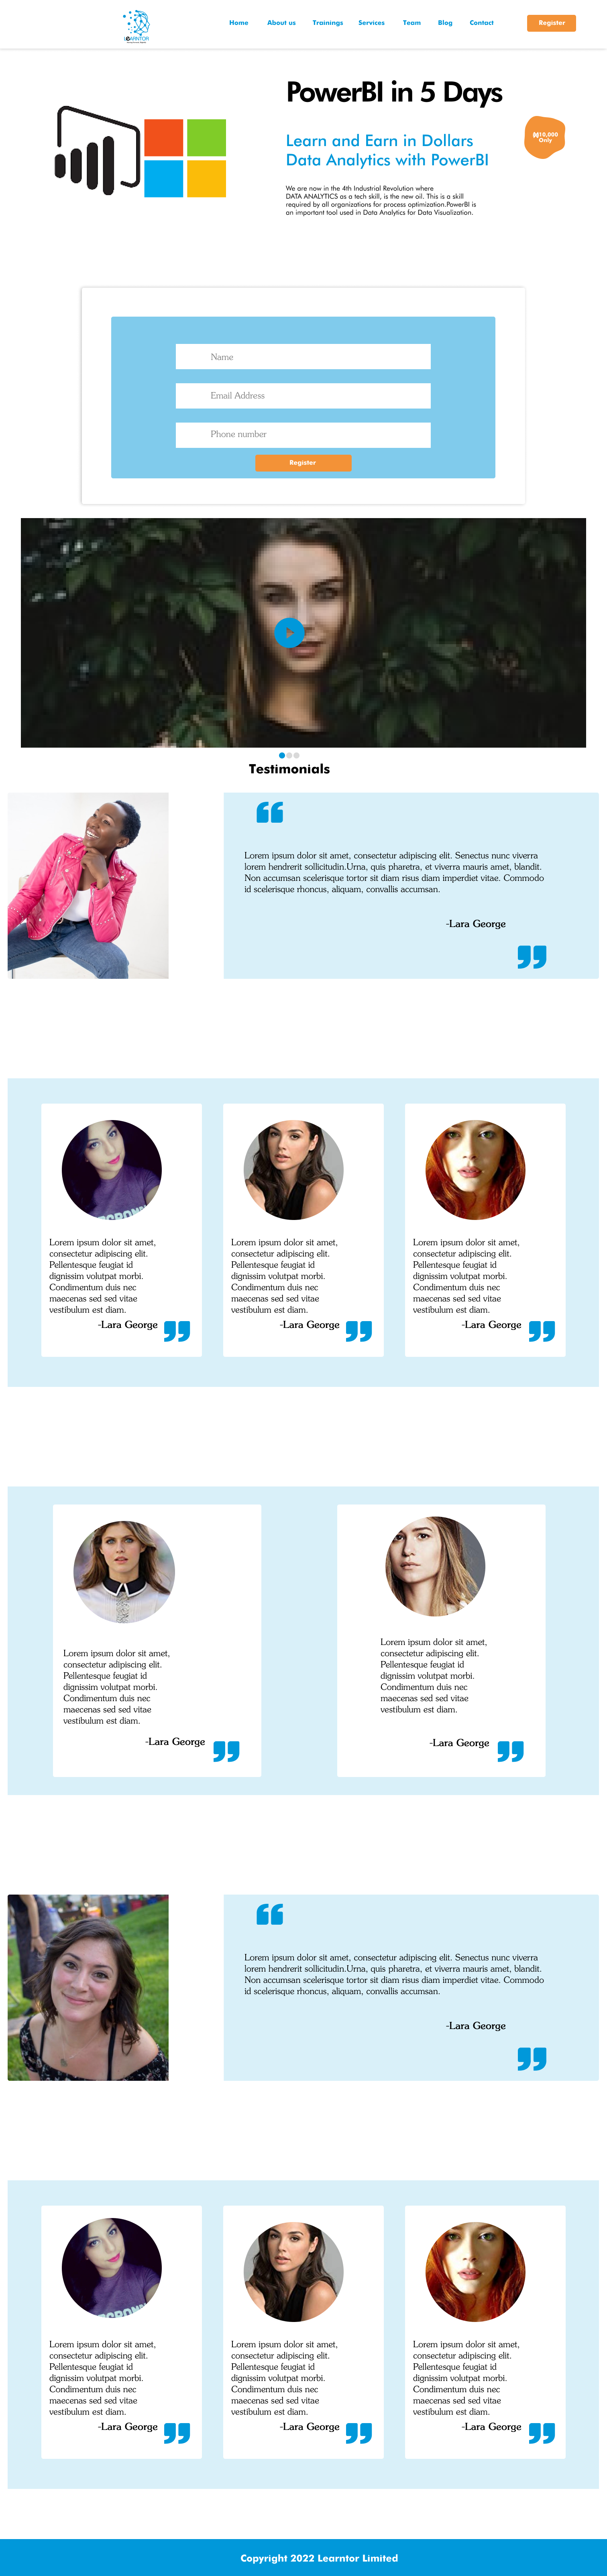 LEARNTOR
Home About us Trainings Services Team Blog Contact Register
PowerBI in 5 Days
Learn and Earn in Dollars
Data Analytics with PowerBI
₦10,000
Only
We are now in the 4th Industrial Revolution where
DATA ANALYTICS as a tech skill, is the new oil. This is a skill
required by all organizations for process optimization.PowerBI is
an important tool used in Data Analytics for Data Visualization.
Name
Email Address
Phone number
Register
Testimonials
Lorem ipsum dolor sit amet, consectetur adipiscing elit. Senectus nunc viverra
lorem hendrerit sollicitudin.Urna, quis pharetra, et viverra mauris amet, blandit.
Non accumsan scelerisque tortor sit diam risus diam imperdiet vitae. Commodo
id scelerisque rhoncus, aliquam, convallis accumsan.
-Lara George
Lorem ipsum dolor sit amet,
consectetur adipiscing elit.
Pellentesque feugiat id
dignissim volutpat morbi.
Condimentum duis nec
maecenas sed sed vitae
vestibulum est diam.
-Lara George
Lorem ipsum dolor sit amet,
consectetur adipiscing elit.
Pellentesque feugiat id
dignissim volutpat morbi.
Condimentum duis nec
maecenas sed sed vitae
vestibulum est diam.
-Lara George
Lorem ipsum dolor sit amet,
consectetur adipiscing elit.
Pellentesque feugiat id
dignissim volutpat morbi.
Condimentum duis nec
maecenas sed sed vitae
vestibulum est diam.
-Lara George
Lorem ipsum dolor sit amet,
consectetur adipiscing elit.
Pellentesque feugiat id
dignissim volutpat morbi.
Condimentum duis nec
maecenas sed sed vitae
vestibulum est diam.
-Lara George
Lorem ipsum dolor sit amet,
consectetur adipiscing elit.
Pellentesque feugiat id
dignissim volutpat morbi.
Condimentum duis nec
maecenas sed sed vitae
vestibulum est diam.
-Lara George
Lorem ipsum dolor sit amet, consectetur adipiscing elit. Senectus nunc viverra
lorem hendrerit sollicitudin.Urna, quis pharetra, et viverra mauris amet, blandit.
Non accumsan scelerisque tortor sit diam risus diam imperdiet vitae. Commodo
id scelerisque rhoncus, aliquam, convallis accumsan.
-Lara George
Lorem ipsum dolor sit amet,
consectetur adipiscing elit.
Pellentesque feugiat id
dignissim volutpat morbi.
Condimentum duis nec
maecenas sed sed vitae
vestibulum est diam.
-Lara George
Lorem ipsum dolor sit amet,
consectetur adipiscing elit.
Pellentesque feugiat id
dignissim volutpat morbi.
Condimentum duis nec
maecenas sed sed vitae
vestibulum est diam.
-Lara George
Lorem ipsum dolor sit amet,
consectetur adipiscing elit.
Pellentesque feugiat id
dignissim volutpat morbi.
Condimentum duis nec
maecenas sed sed vitae
vestibulum est diam.
-Lara George
Copyright 2022 Learntor Limited